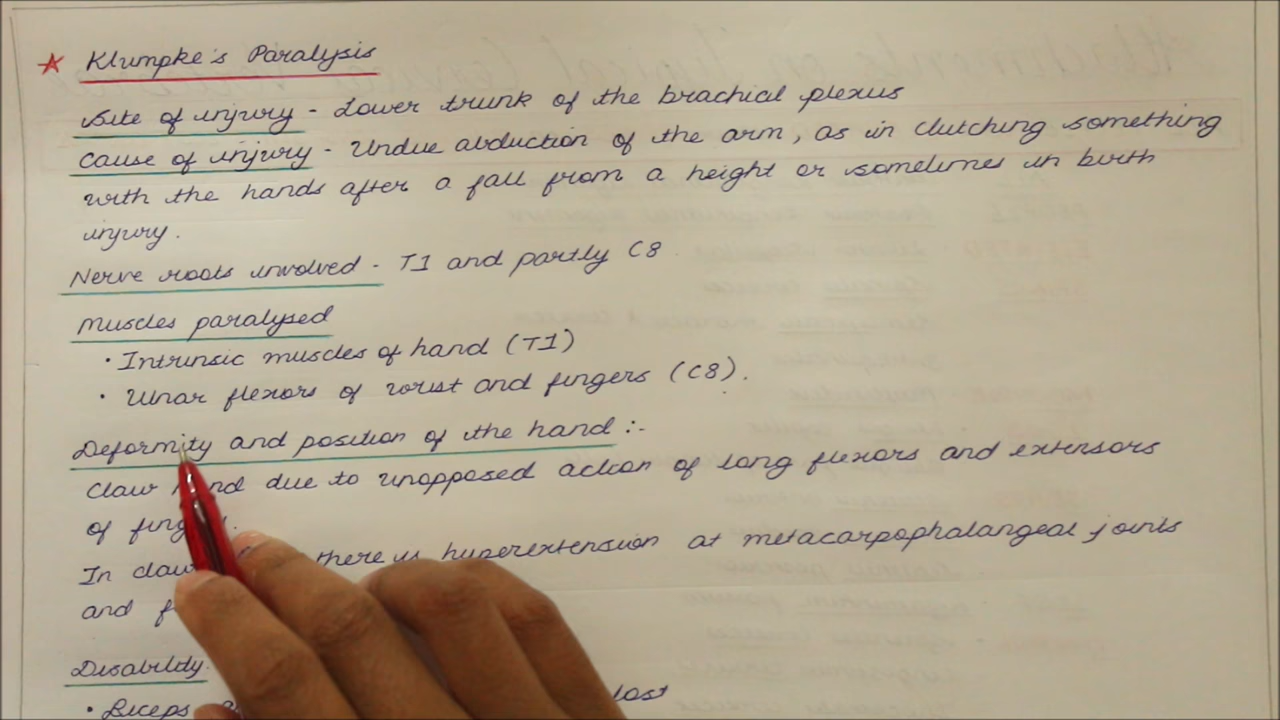 Klumpke's Paralysis
Site of injury - Lower trunk of the brachial plexus
Cause of injury - Undue abduction of the arm, as in clutching something
with the hands after a fall from a height or sometimes in birth
injury.
Nerve roots involved - T1 and partly C8
Muscles paralysed
• Intrinsic muscles of hand (T1)
• Ulnar flexors of wrist and fingers (C8).
Deformity and position of the hand :-
Claw hand due to unopposed action of long flexors and extensors
of
In claw there is hyperextension at metacarpophalangeal joints
and
Disability
• Biceps lost